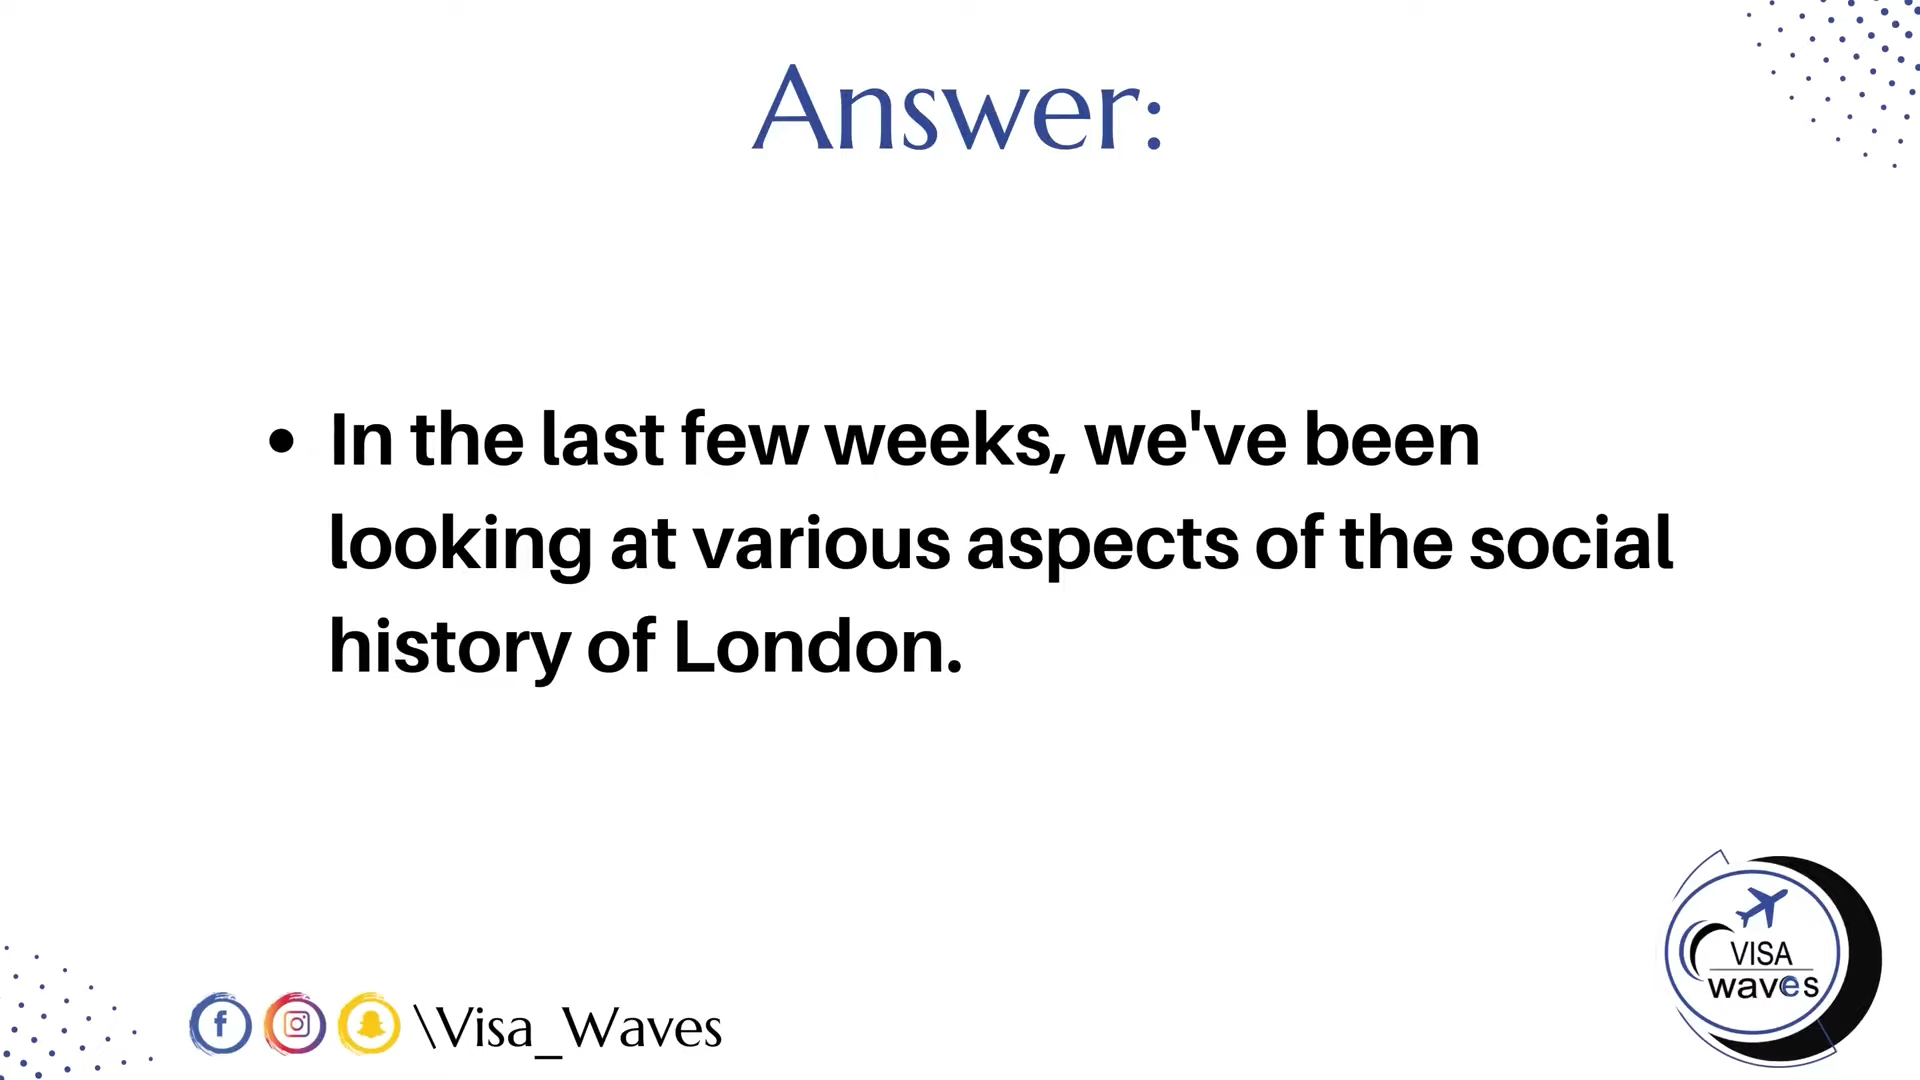 Answer:
• In the last few weeks, we've been
looking at various aspects of the social
history of London.
VISA
waves
\Visa_Waves